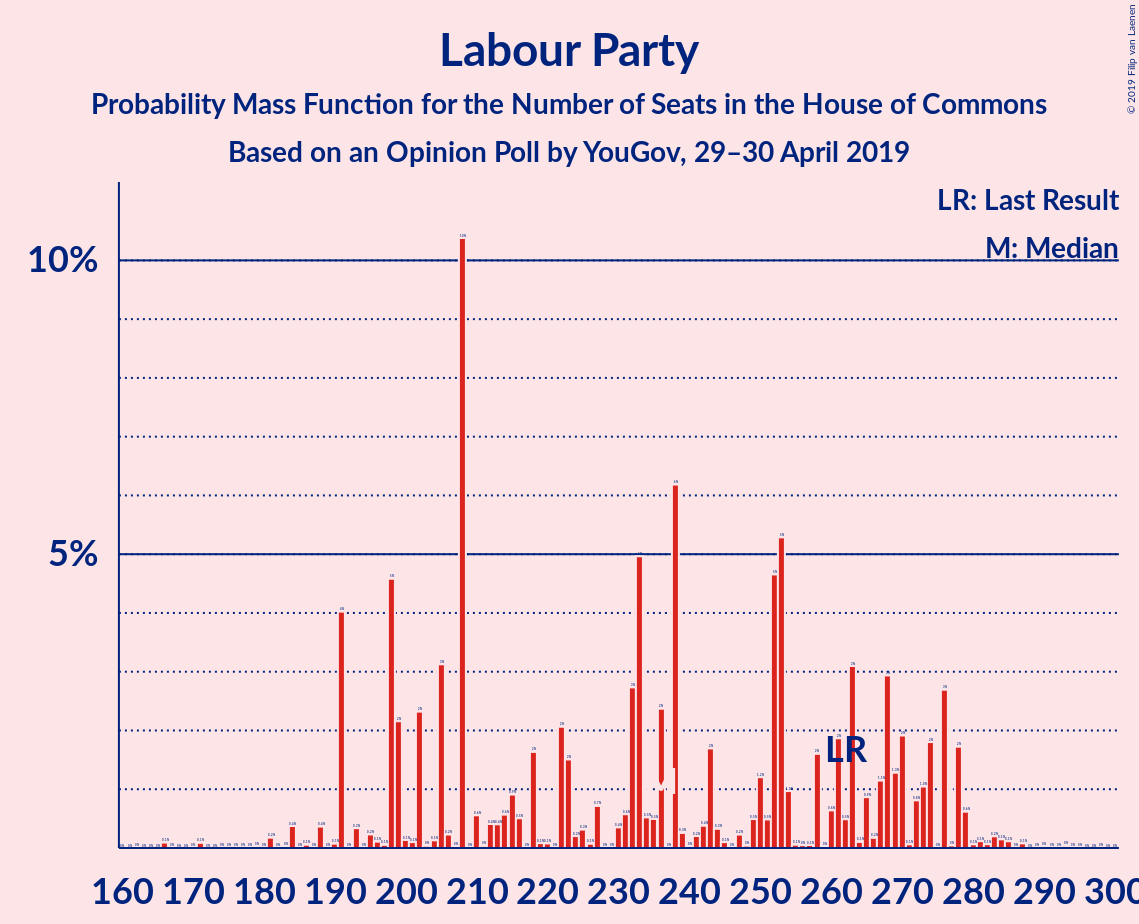 © 2019 Filip van Laenen
Labour Party
Probability Mass Function for the Number of Seats in the House of Commons
Based on an Opinion Poll by YouGov, 29–30 April 2019
LR: Last Result
M: Median
10%
5%
LR
160 170 180 190 200 210 220 230 240 250 260 270 280 290 300